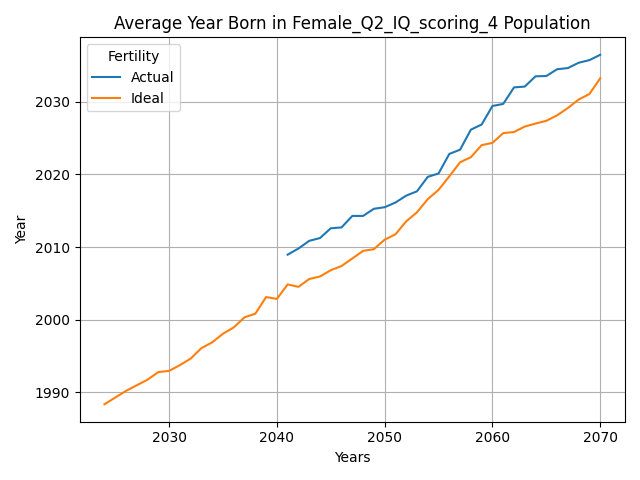 Average Year Born in Female_Q2_IQ_scoring_4 Population
Fertility
Actual
Ideal
Year
2030
2020
2010
2000
1990
2030 2040 2050 2060 2070
Years